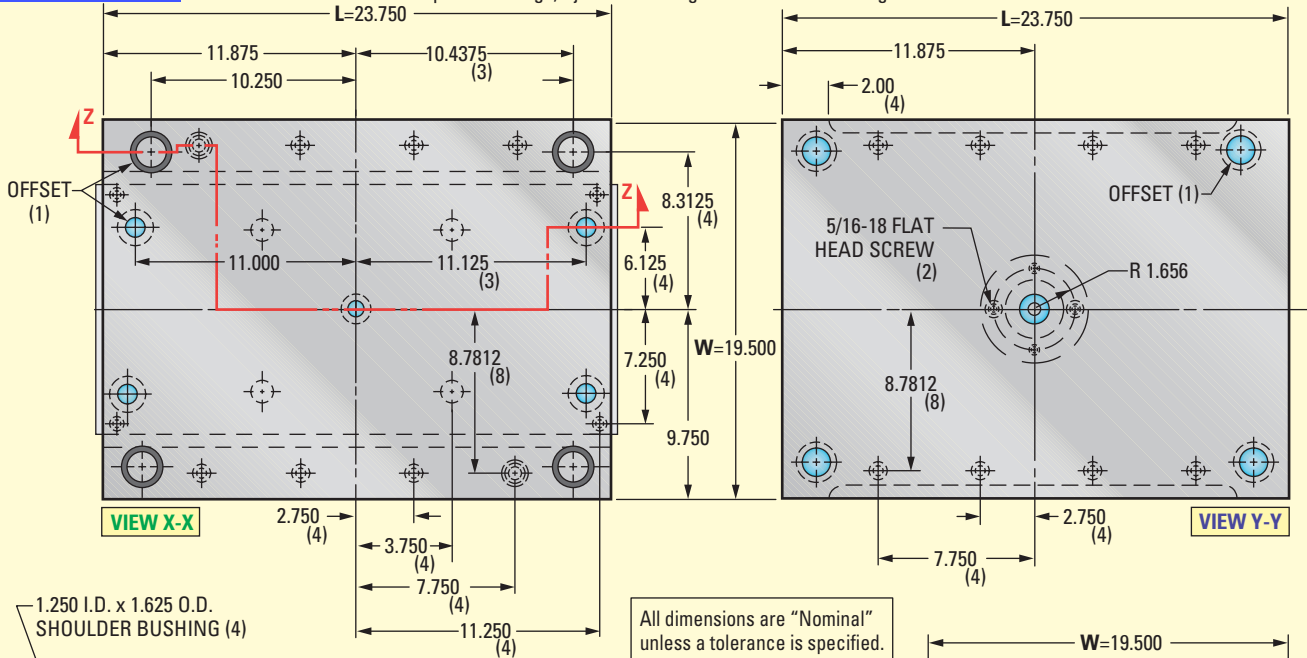 L=23.750
11.875
10.4375
(3)
10.250
Z
OFFSET
(1)
Z
8.3125
(4)
11.000
11.125
(3)
6.125
(4)
8.7812
(8)
7.250
(4)
W=19.500
9.750
VIEW X-X
2.750
(4)
3.750
(4)
7.750
(4)
11.250
(4)
1.250 I.D. x 1.625 O.D.
SHOULDER BUSHING (4)
L=23.750
11.875
2.00
(4)
OFFSET (1)
5/16-18 FLAT
HEAD SCREW
(2)
R 1.656
8.7812
(8)
2.750
(4)
7.750
(4)
VIEW Y-Y
All dimensions are “Nominal”
unless a tolerance is specified.
W=19.500